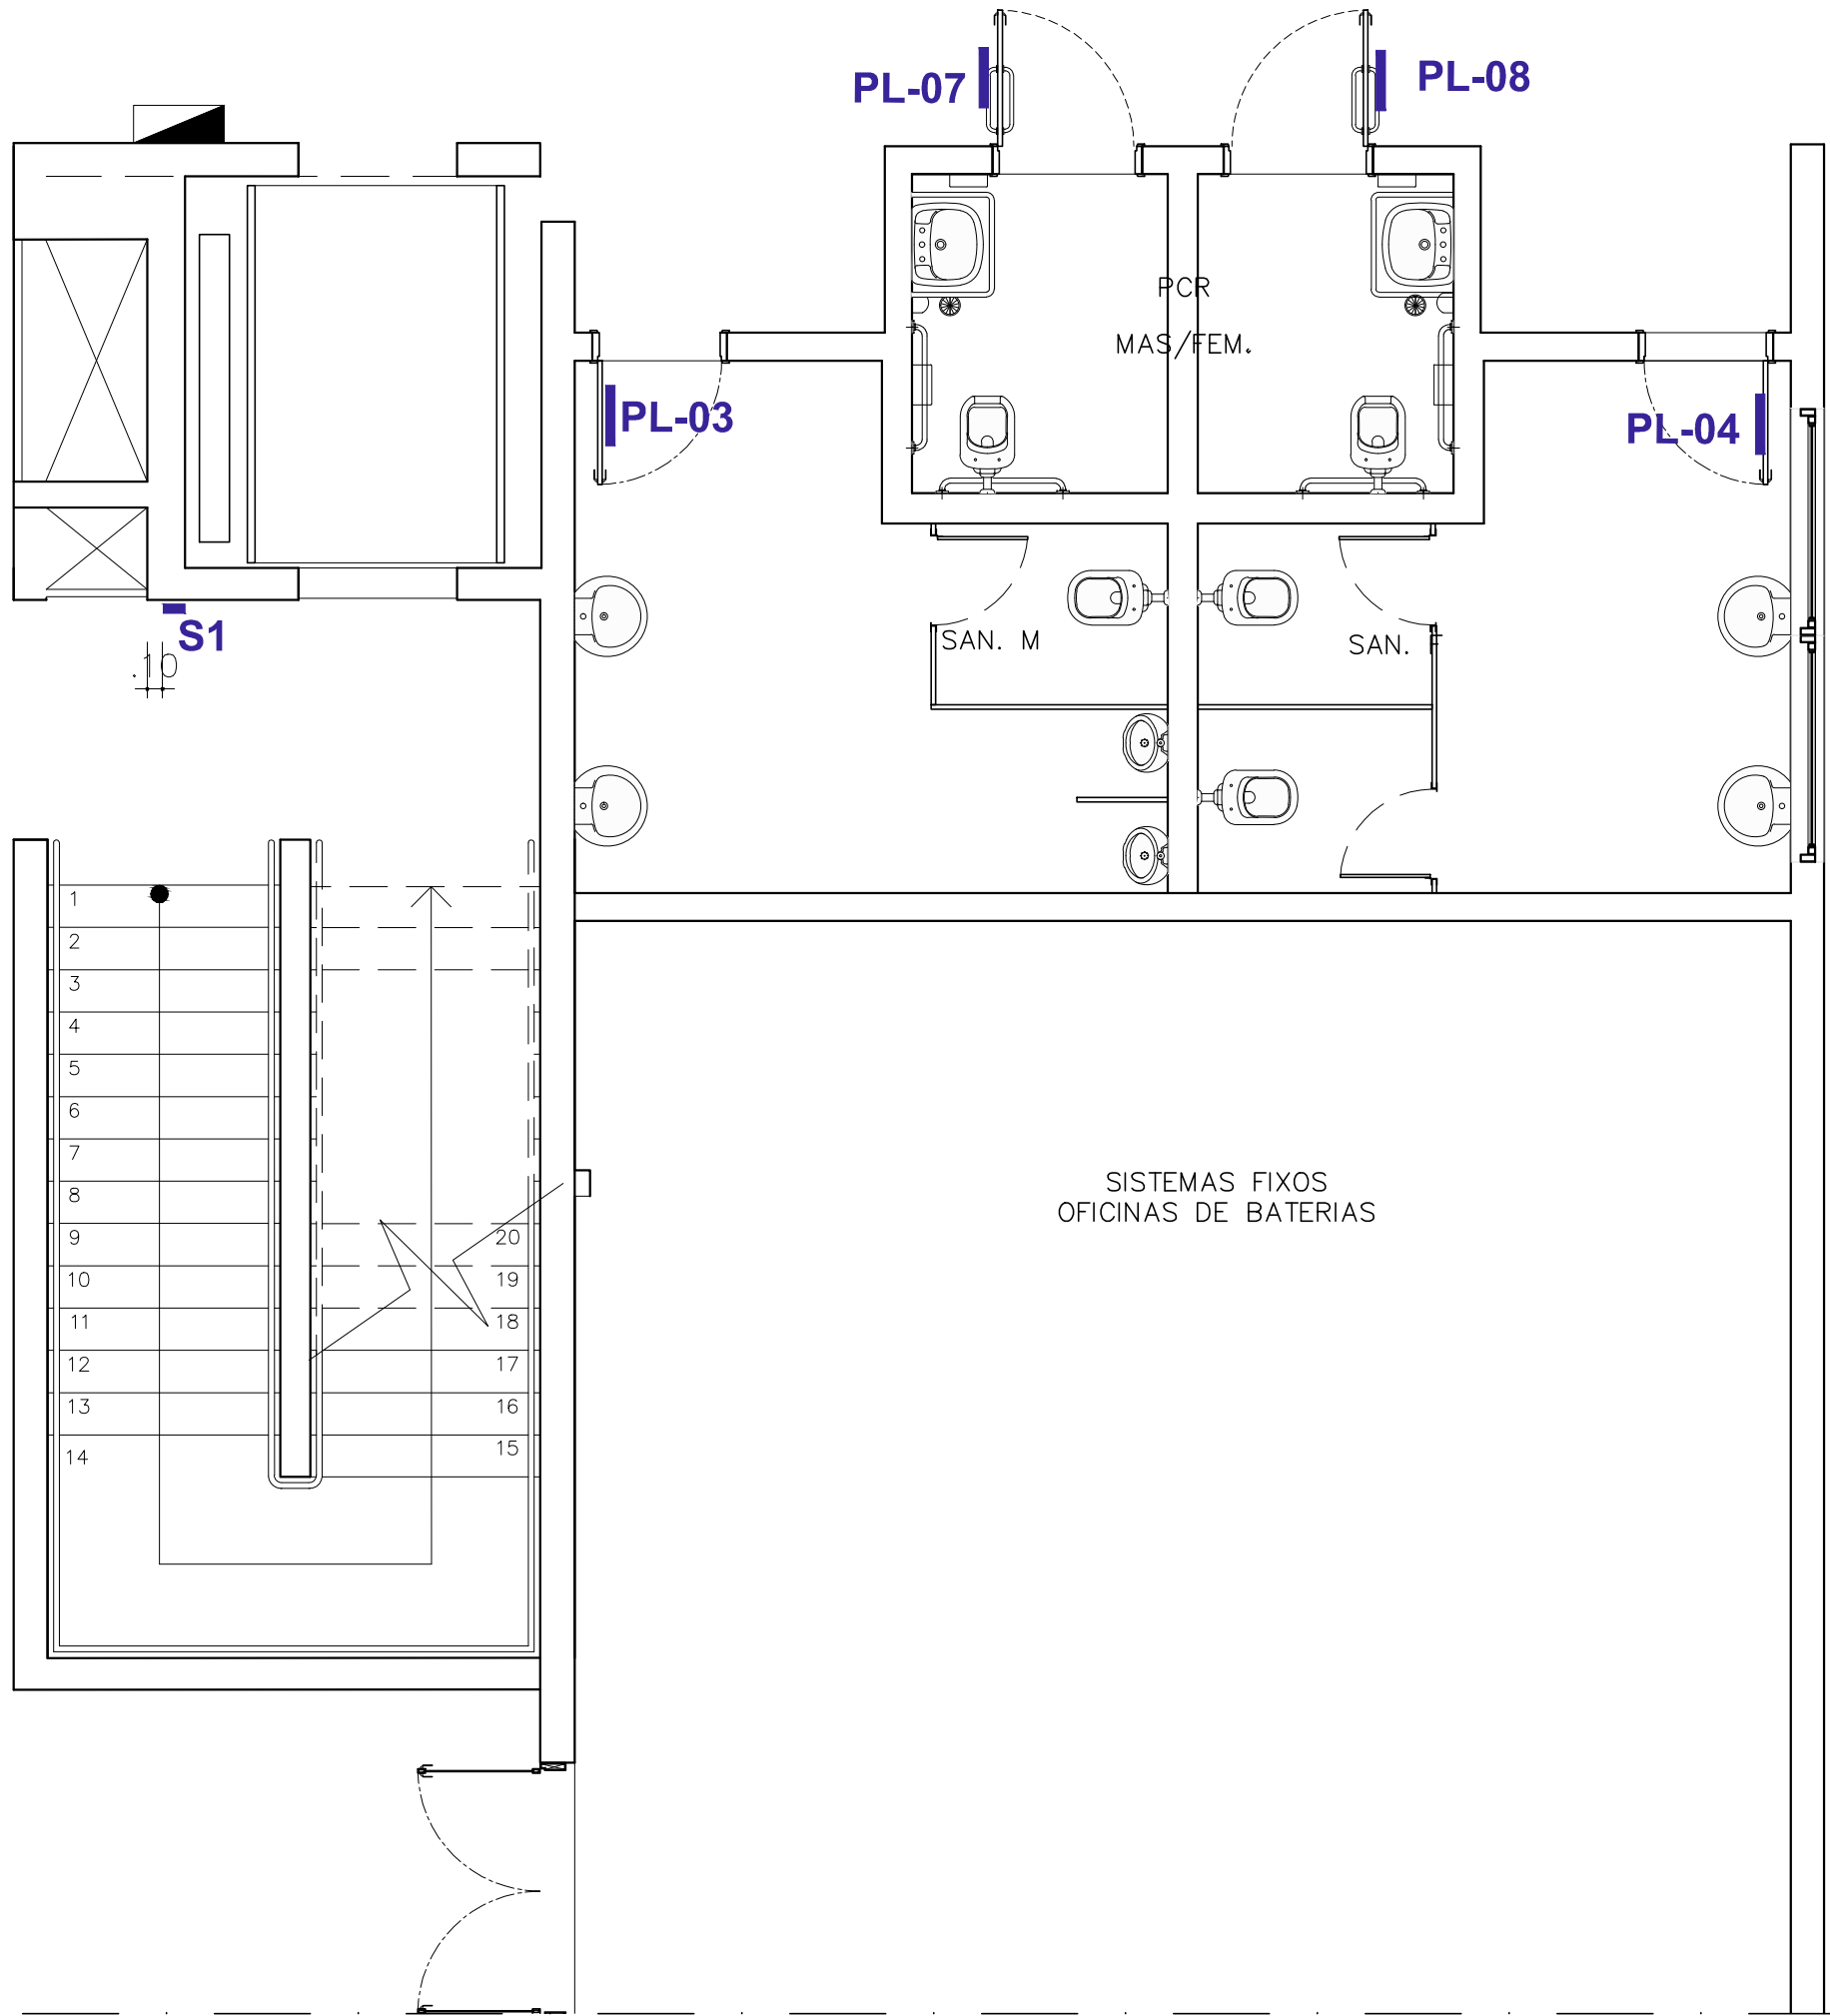 PL-07
PL-08
PCR
MAS/FEM.
PL-03
PL-04
S1
.10
SAN. M
SAN. F
1
2
3
4
5
6
7
8
9
10
11
12
13
14
20
19
18
17
16
15
SISTEMAS FIXOS
OFICINAS DE BATERIAS